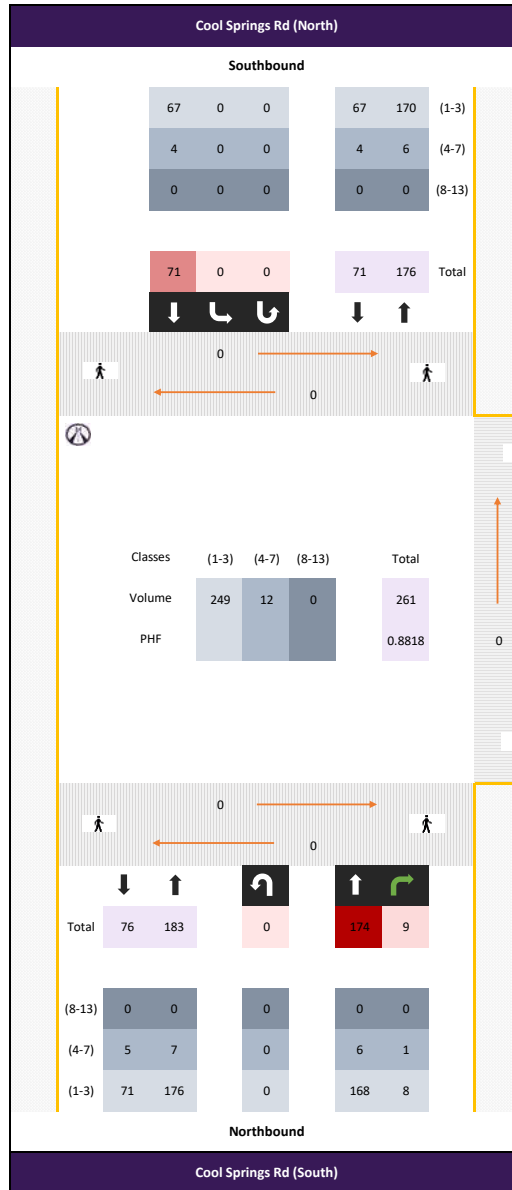 Cool Springs Rd (North)
Southbound
67 0 0 67 170 (1-3)
4 0 0 4 6 (4-7)
0 0 0 0 0 (8-13)
71 0 0 71 176 Total
0
0
Classes (1-3) (4-7) (8-13) Total
Volume 249 12 0 261
PHF 0.8818
0
0
0
Total 76 183 0 174 9
(8-13) 0 0 0 0 0
(4-7) 5 7 0 6 1
(1-3) 71 176 0 168 8
Northbound
Cool Springs Rd (South)